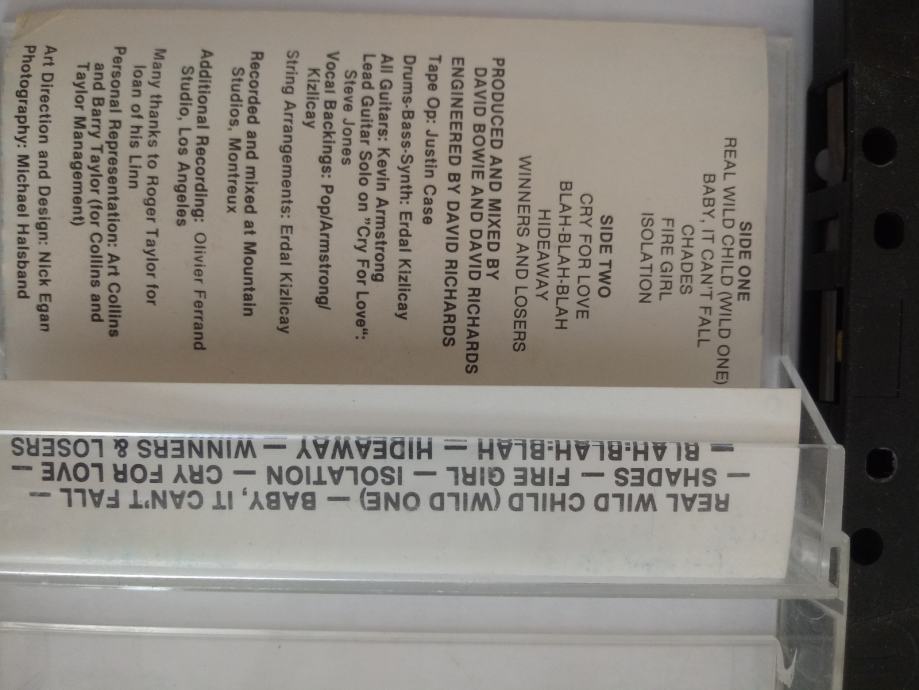 SIDE ONE
REAL WILD CHILD (WILD ONE)
BABY, IT CAN'T FALL
CHADES
FIRE GIRL
ISOLATION
SIDE TWO
CRY FOR LOVE
BLAH-BLAH-BLAH
HIDEAWAY
WINNERS AND LOSERS
PRODUCED AND MIXED BY
DAVID BOWIE AND DAVID RICHARDS
ENGINEERED BY DAVID RICHARDS
Tape Op: Justin Case
Drums-Bass-Synth: Erdal Kizlicay
All Guitars: Kevin Armstrong
Lead Guitar Solo on "Cry For Love“:
Steve Jones
Vocal Backings: Pop/Armstrong/
Kizlicay
String Arrangements: Erdal Kizlicay
Recorded and mixed at Mountain
Studios, Montreux
Additional Recording: Olivier Ferrand
Studio, Los Angeles
Many thanks to Roger Taylor for
loan of his Linn
Personal Representation: Art Collins
and Barry Taylor (for Collins and
Taylor Management)
Art Direction and Design: Nick Egan
Photography: Michael Halsband
REAL WILD CHILD (WILD ONE) – BABY, IT CAN'T FALL –
SHADES – FIRE GIRL – ISOLATION – CRY FOR LOVE –
BLAH-BLAH-BLAH – HIDEAWAY – WINNERS & LOSERS